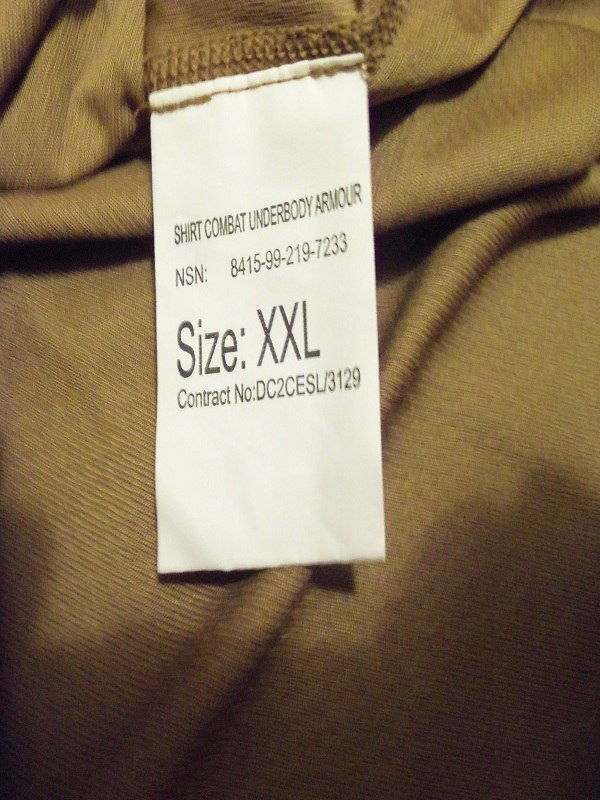 SHIRT COMBAT UNDERBODY ARMOUR
NSN: 8415-99-219-7233
Size: XXL
Contract No:DC2CESL/3129